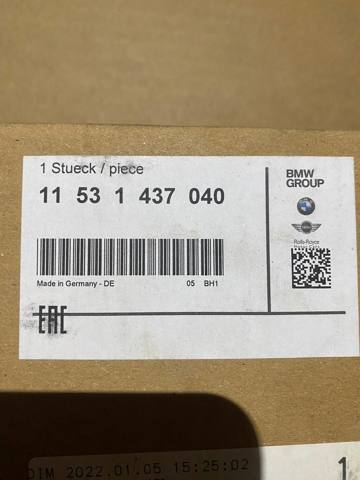 1 Stueck / piece
11 53 1 437 040
BMW
GROUP
Rolls-Royce
Made in Germany - DE 05 BH1
EAC
DIM 2022.01.05 15:25:02
1